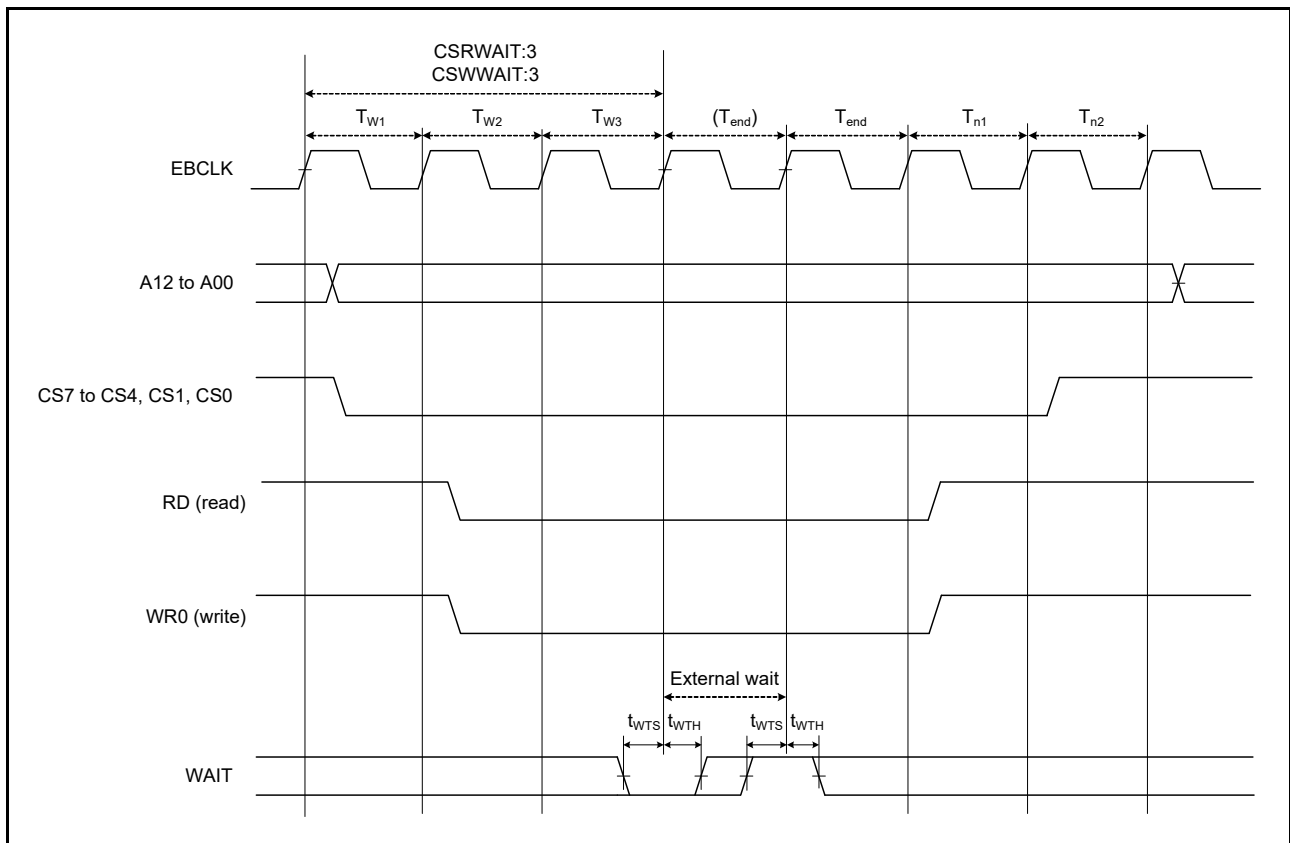 CSRWAIT:3
CSWWAIT:3
TW1 TW2 TW3 (Tend) Tend Tn1 Tn2
EBCLK
A12 to A00
CS7 to CS4, CS1, CS0
RD (read)
WR0 (write)
External wait
tWTS tWTH tWTS tWTH
WAIT